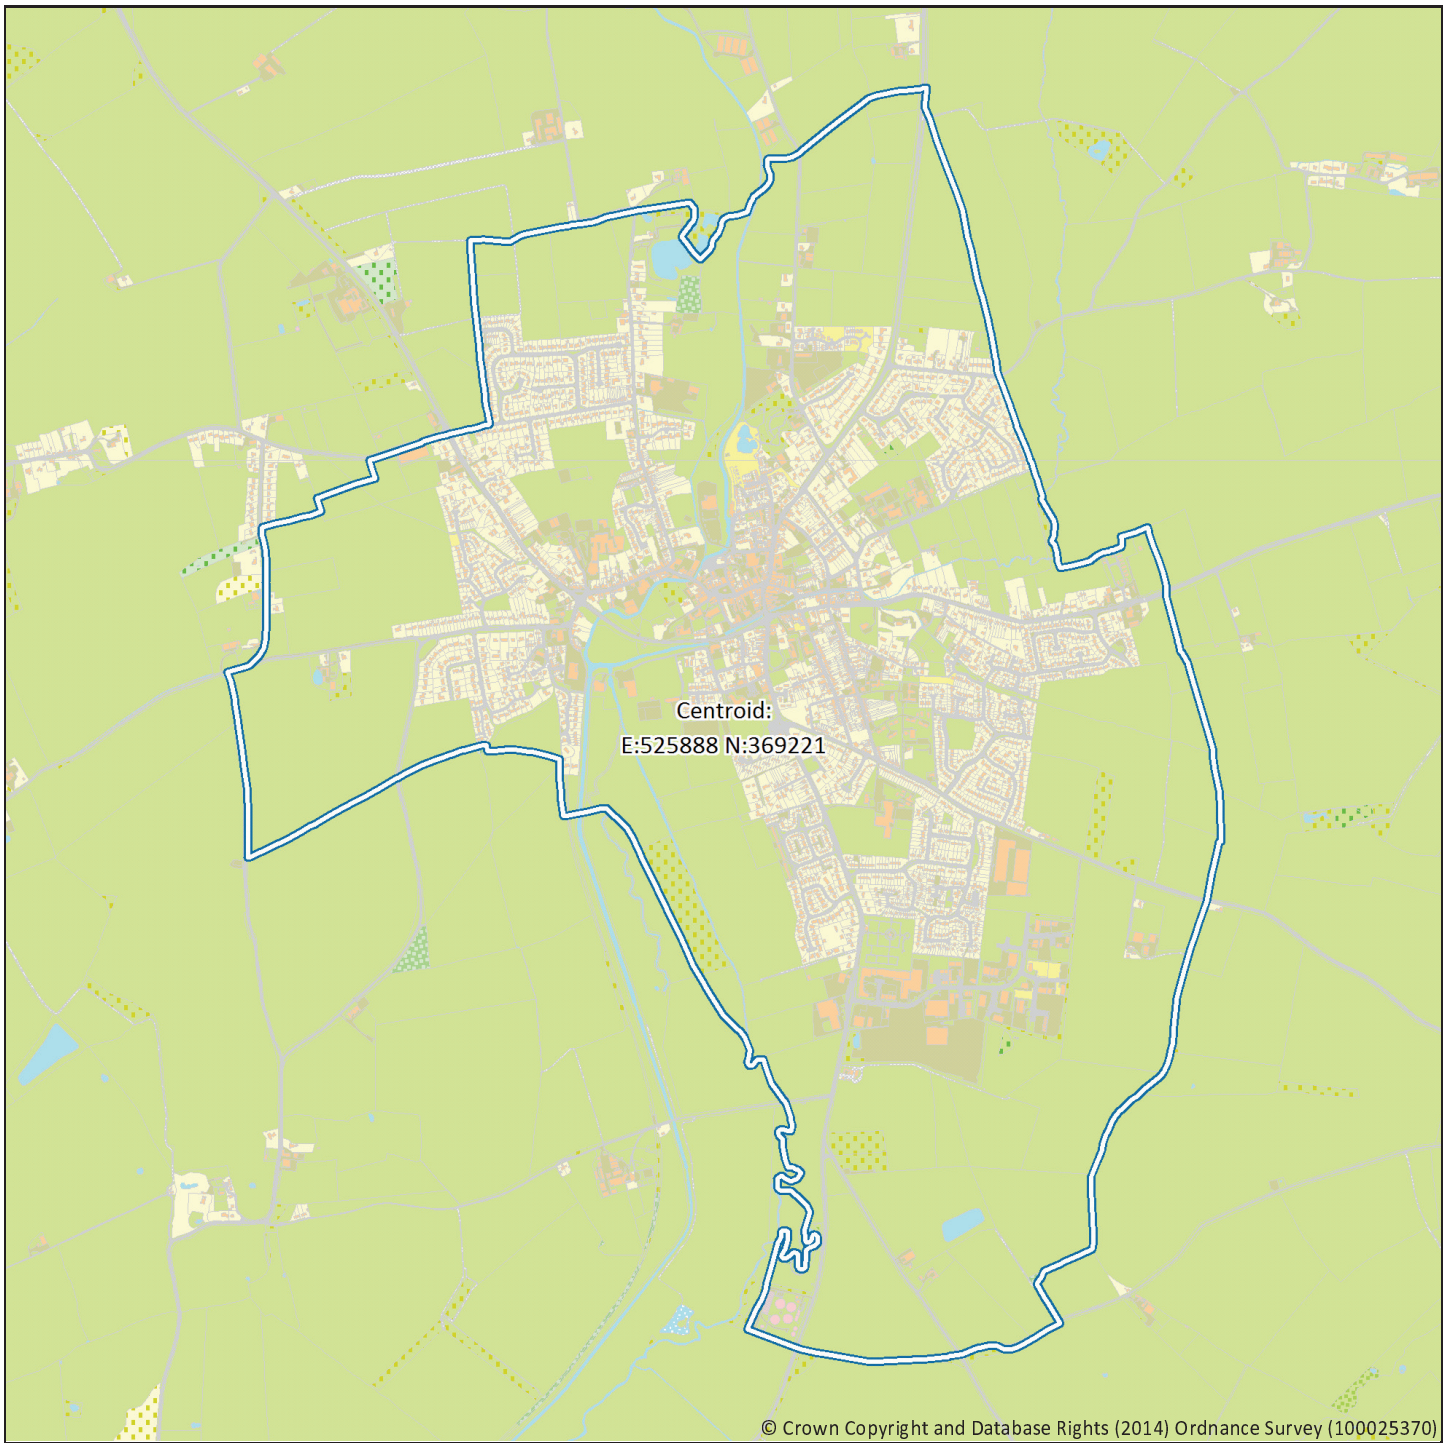 Centroid:
E:525888 N:369221
© Crown Copyright and Database Rights (2014) Ordnance Survey (100025370)